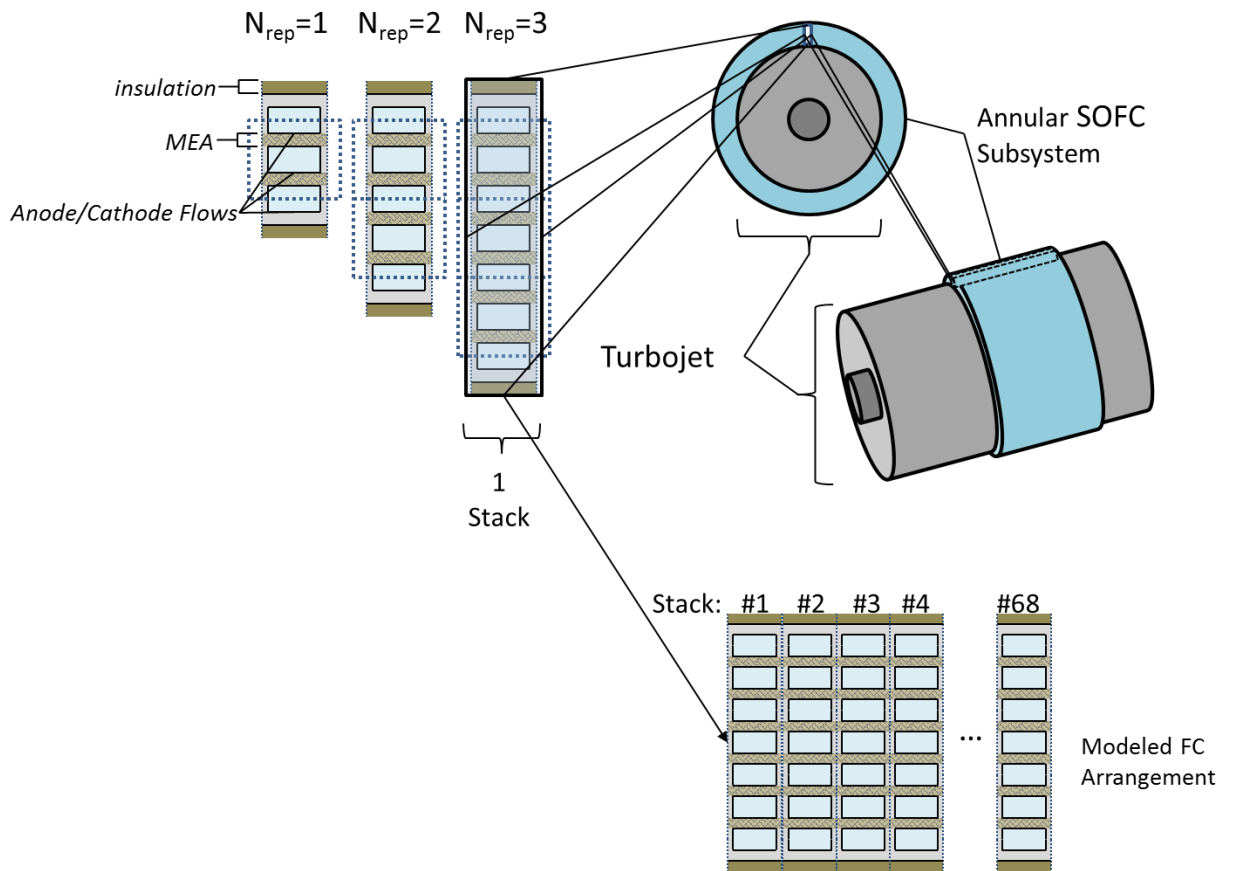 N_rep=1 N_rep=2 N_rep=3
insulation
MEA
Anode/Cathode Flows
Annular SOFC
Subsystem
Turbojet
1
Stack
Stack: #1 #2 #3 #4 #68
...
Modeled FC
Arrangement